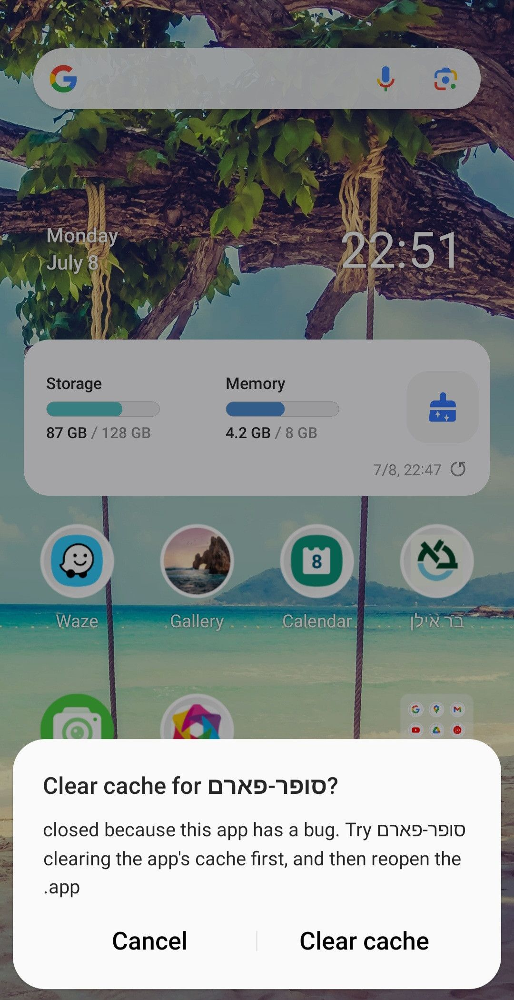 Monday
July 8
22:51
Storage
Memory
87 GB / 128 GB
4.2 GB / 8 GB
7/8, 22:47
8
בא
Waze
Gallery
Calendar
בר אילן
Clear cache for סופר-פארם?
closed because this app has a bug. Try סופר-פארם
clearing the app's cache first, and then reopen the
.app
Cancel
Clear cache